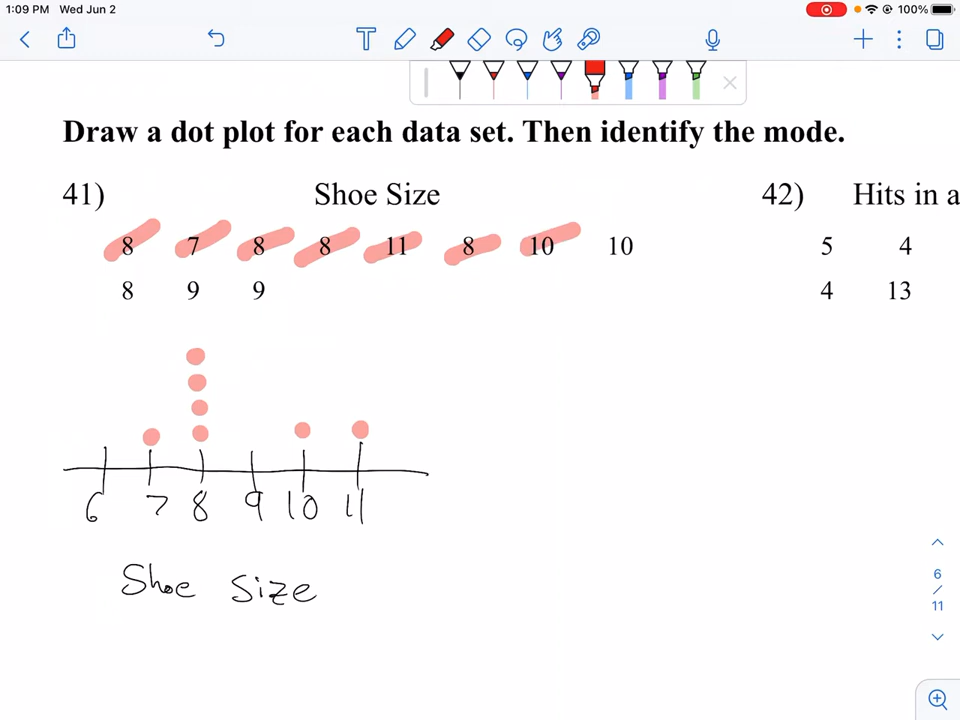 1:09 PM Wed Jun 2 100%
Draw a dot plot for each data set. Then identify the mode.
41) Shoe Size 42) Hits in a
8 7 8 8 11 8 10 10 5 4
8 9 9 4 13
6 7 8 9 10 11
Shoe Size
6
/
11